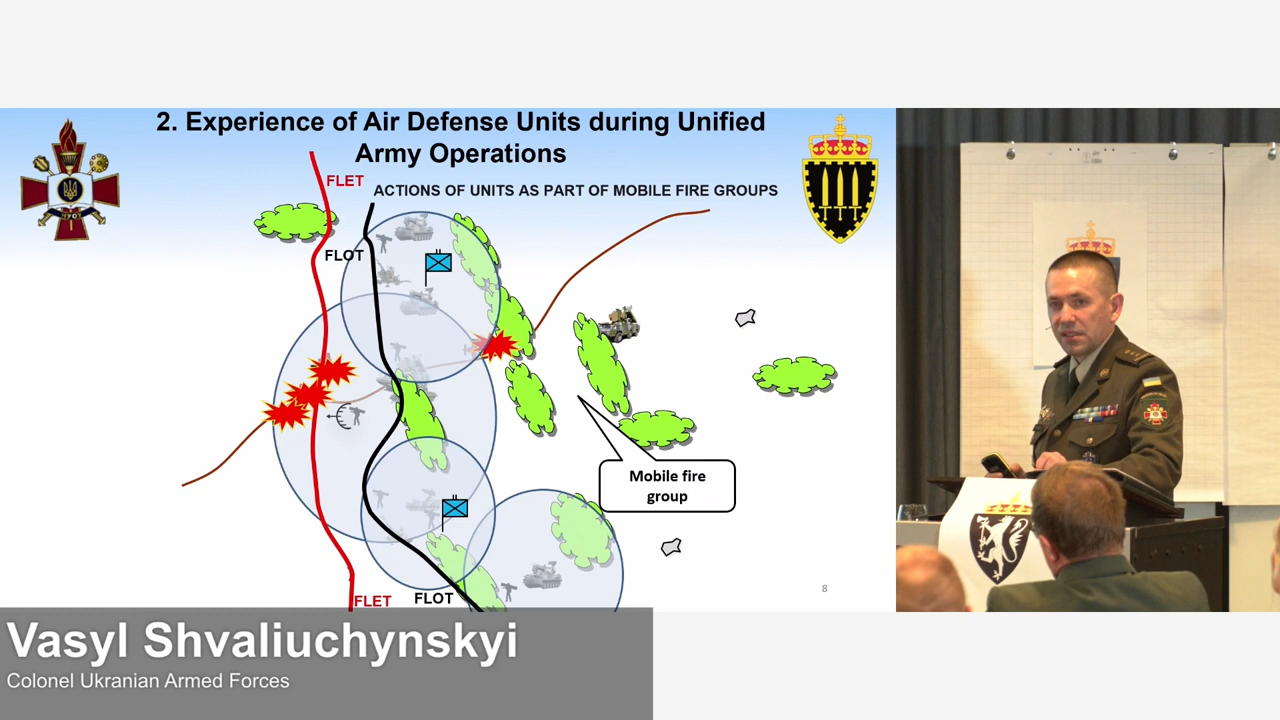 2. Experience of Air Defense Units during Unified
Army Operations
FLET
ACTIONS OF UNITS AS PART OF MOBILE FIRE GROUPS
FLOT
Mobile fire
group
8
FLET
FLOT
Vasyl Shvaliuchynskyi
Colonel Ukranian Armed Forces